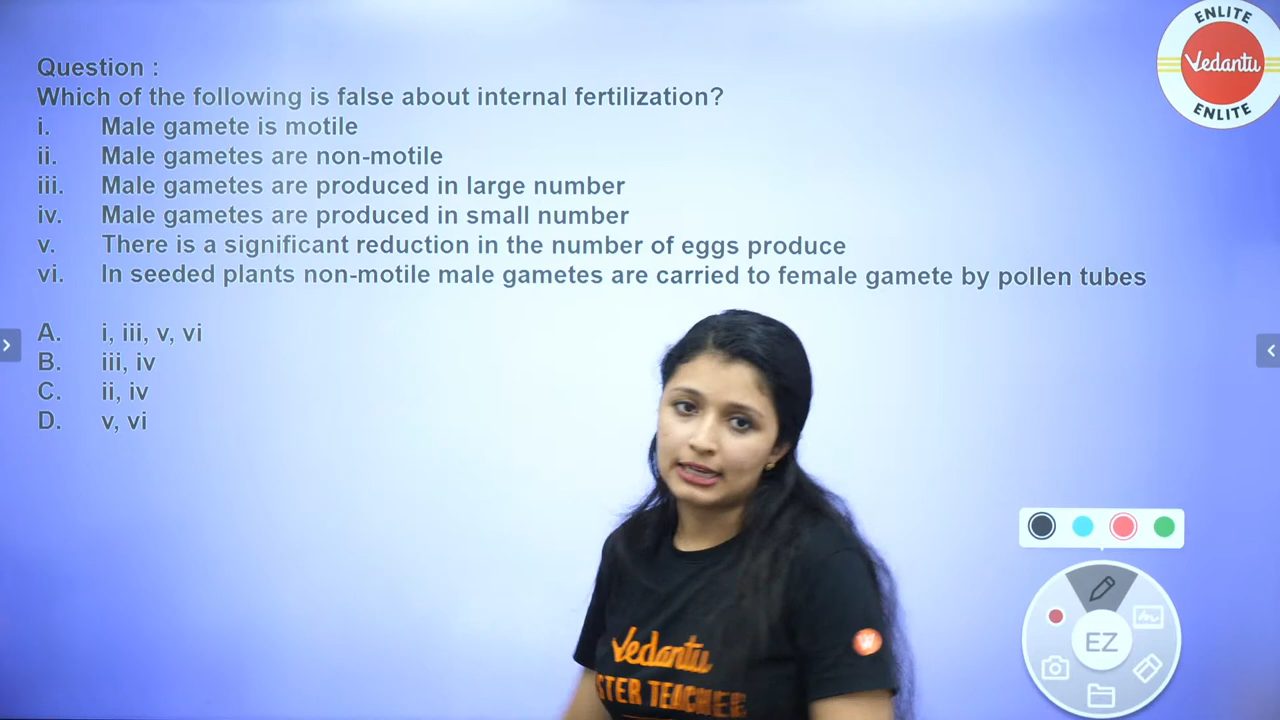 ENLITE
Vedantu
ENLITE
Question :
Which of the following is false about internal fertilization?
i. Male gamete is motile
ii. Male gametes are non-motile
iii. Male gametes are produced in large number
iv. Male gametes are produced in small number
v. There is a significant reduction in the number of eggs produce
vi. In seeded plants non-motile male gametes are carried to female gamete by pollen tubes
A. i, iii, v, vi
B. iii, iv
C. ii, iv
D. v, vi
EZ
Vedantu
STER TEACHER